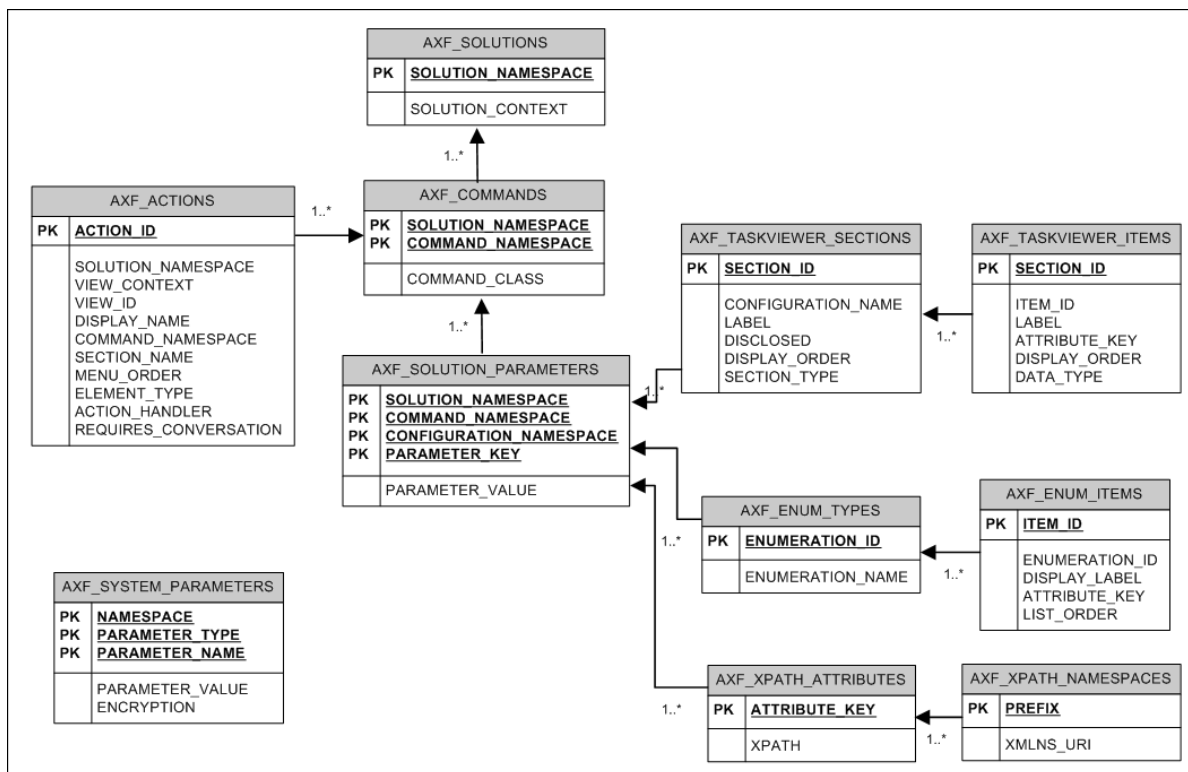 AXF_SOLUTIONS
PK SOLUTION_NAMESPACE
SOLUTION_CONTEXT
1..*
AXF_COMMANDS
PK SOLUTION_NAMESPACE
PK COMMAND_NAMESPACE
COMMAND_CLASS
1..*
AXF_ACTIONS
PK ACTION_ID
SOLUTION_NAMESPACE
VIEW_CONTEXT
VIEW_ID
DISPLAY_NAME
COMMAND_NAMESPACE
SECTION_NAME
MENU_ORDER
ELEMENT_TYPE
ACTION_HANDLER
REQUIRES_CONVERSATION
1..*
AXF_SOLUTION_PARAMETERS
PK SOLUTION_NAMESPACE
PK COMMAND_NAMESPACE
PK CONFIGURATION_NAMESPACE
PK PARAMETER_KEY
PARAMETER_VALUE
AXF_TASKVIEWER_SECTIONS
PK SECTION_ID
CONFIGURATION_NAME
LABEL
DISCLOSED
DISPLAY_ORDER
SECTION_TYPE
1..*
AXF_TASKVIEWER_ITEMS
PK SECTION_ID
ITEM_ID
LABEL
ATTRIBUTE_KEY
DISPLAY_ORDER
DATA_TYPE
1..*
AXF_ENUM_TYPES
PK ENUMERATION_ID
ENUMERATION_NAME
1..*
AXF_ENUM_ITEMS
PK ITEM_ID
ENUMERATION_ID
DISPLAY_LABEL
ATTRIBUTE_KEY
LIST_ORDER
1..*
AXF_SYSTEM_PARAMETERS
PK NAMESPACE
PK PARAMETER_TYPE
PK PARAMETER_NAME
PARAMETER_VALUE
ENCRYPTION
AXF_XPATH_ATTRIBUTES
PK ATTRIBUTE_KEY
XPATH
1..*
AXF_XPATH_NAMESPACES
PK PREFIX
XMLNS_URI
1..*